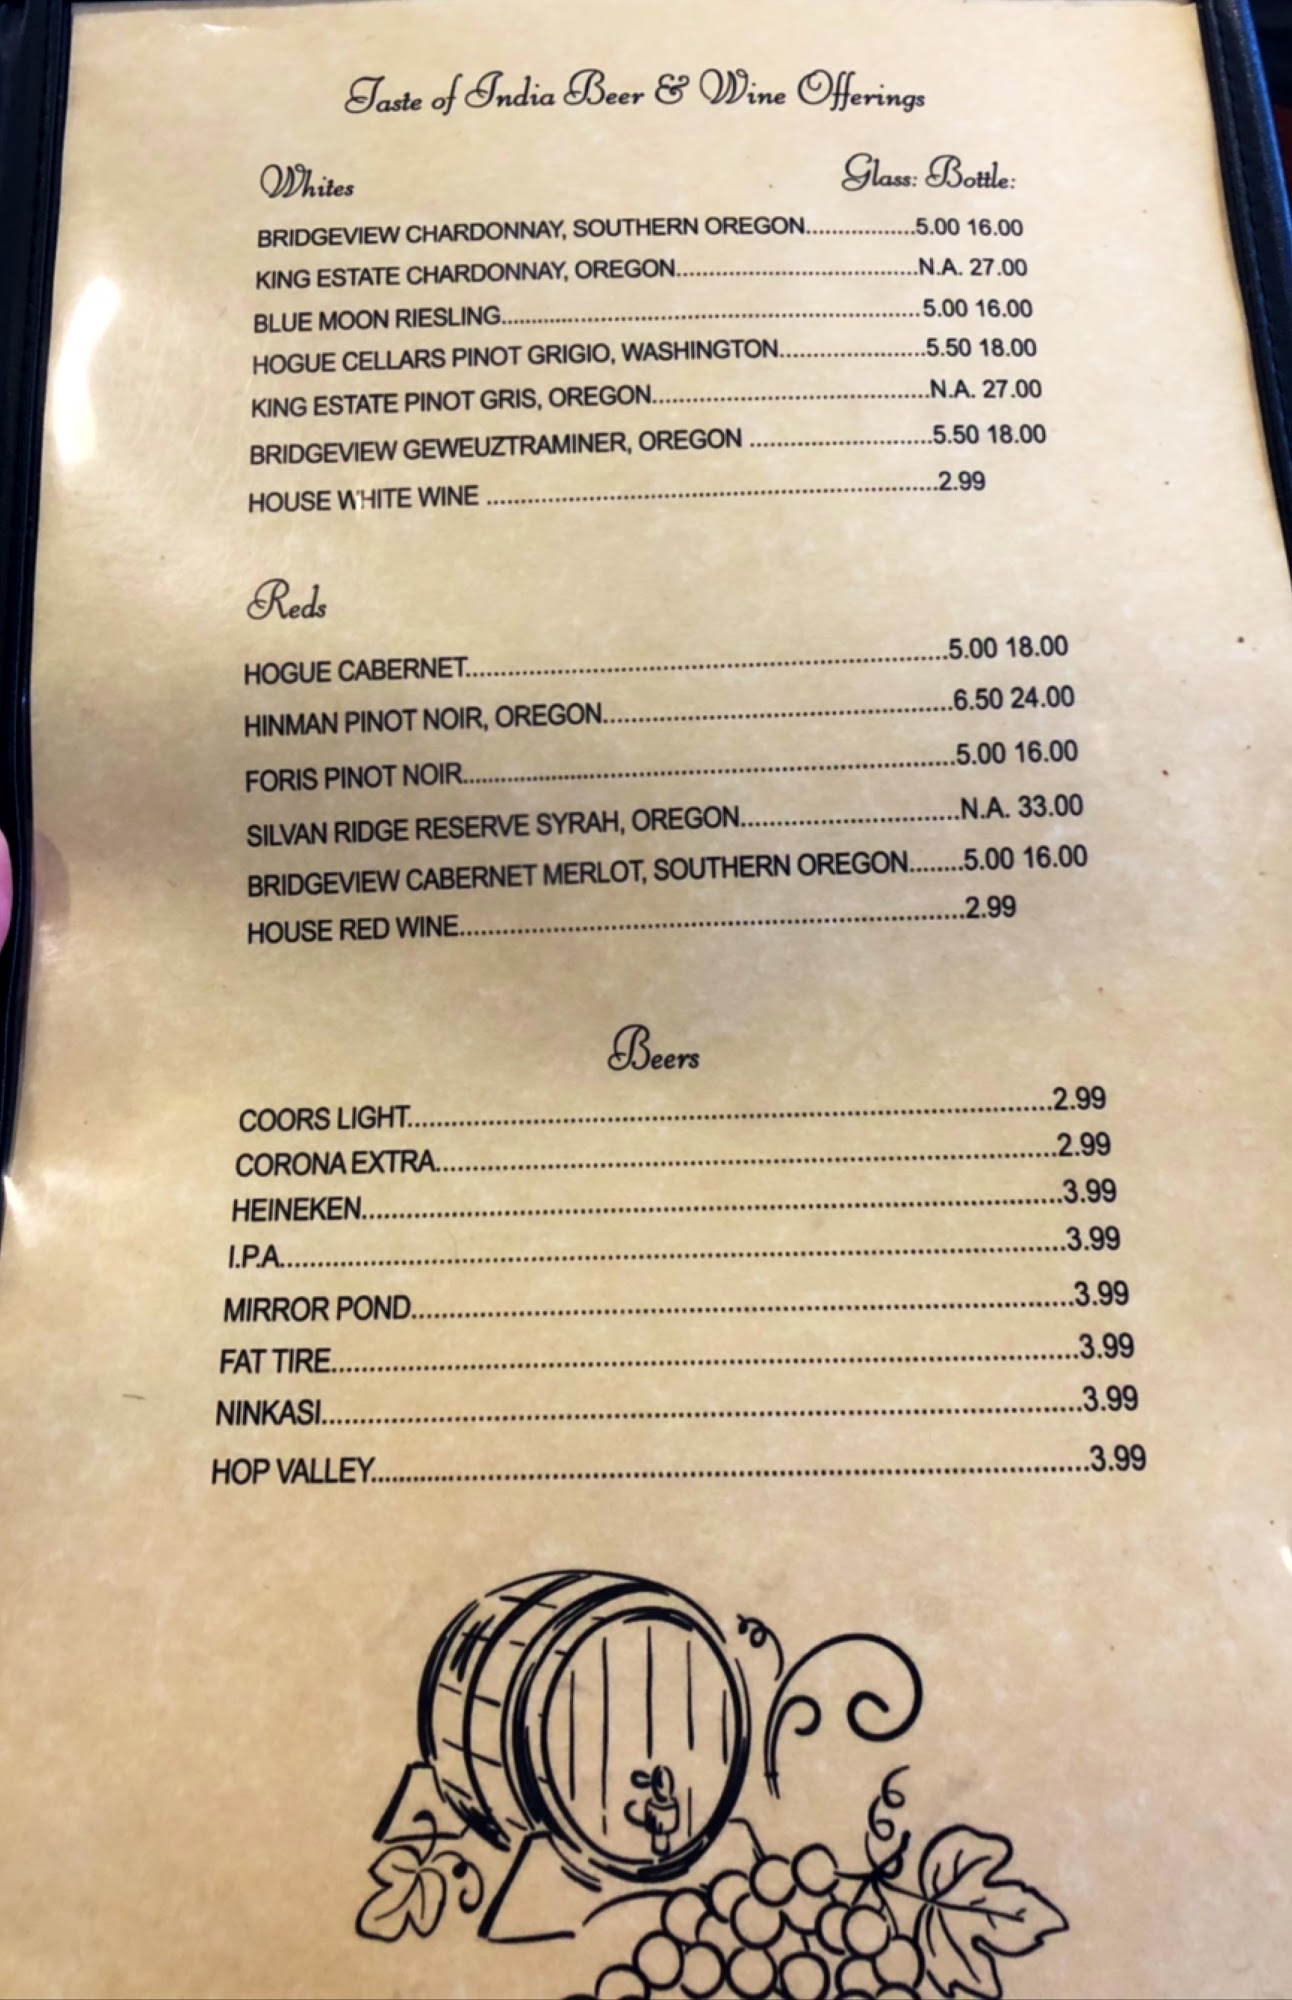 Taste of India Beer & Wine Offerings
Whites Glass: Bottle:
BRIDGEVIEW CHARDONNAY, SOUTHERN OREGON.................5.00 16.00
KING ESTATE CHARDONNAY, OREGON.....................................N.A. 27.00
BLUE MOON RIESLING................................................................5.00 16.00
HOGUE CELLARS PINOT GRIGIO, WASHINGTON......................5.50 18.00
KING ESTATE PINOT GRIS, OREGON..........................................N.A. 27.00
BRIDGEVIEW GEWEUZTRAMINER, OREGON ............................5.50 18.00
HOUSE WHITE WINE .....................................................................2.99
Reds
HOGUE CABERNET........................................................................5.00 18.00
HINMAN PINOT NOIR, OREGON....................................................6.50 24.00
FORIS PINOT NOIR.........................................................................5.00 16.00
SILVAN RIDGE RESERVE SYRAH, OREGON................................N.A. 33.00
BRIDGEVIEW CABERNET MERLOT, SOUTHERN OREGON........5.00 16.00
HOUSE RED WINE...........................................................................2.99
Beers
COORS LIGHT.............................................................................................2.99
CORONA EXTRA.........................................................................................2.99
HEINEKEN....................................................................................................3.99
I.P.A...............................................................................................................3.99
MIRROR POND.............................................................................................3.99
FAT TIRE.......................................................................................................3.99
NINKASI.........................................................................................................3.99
HOP VALLEY.................................................................................................3.99